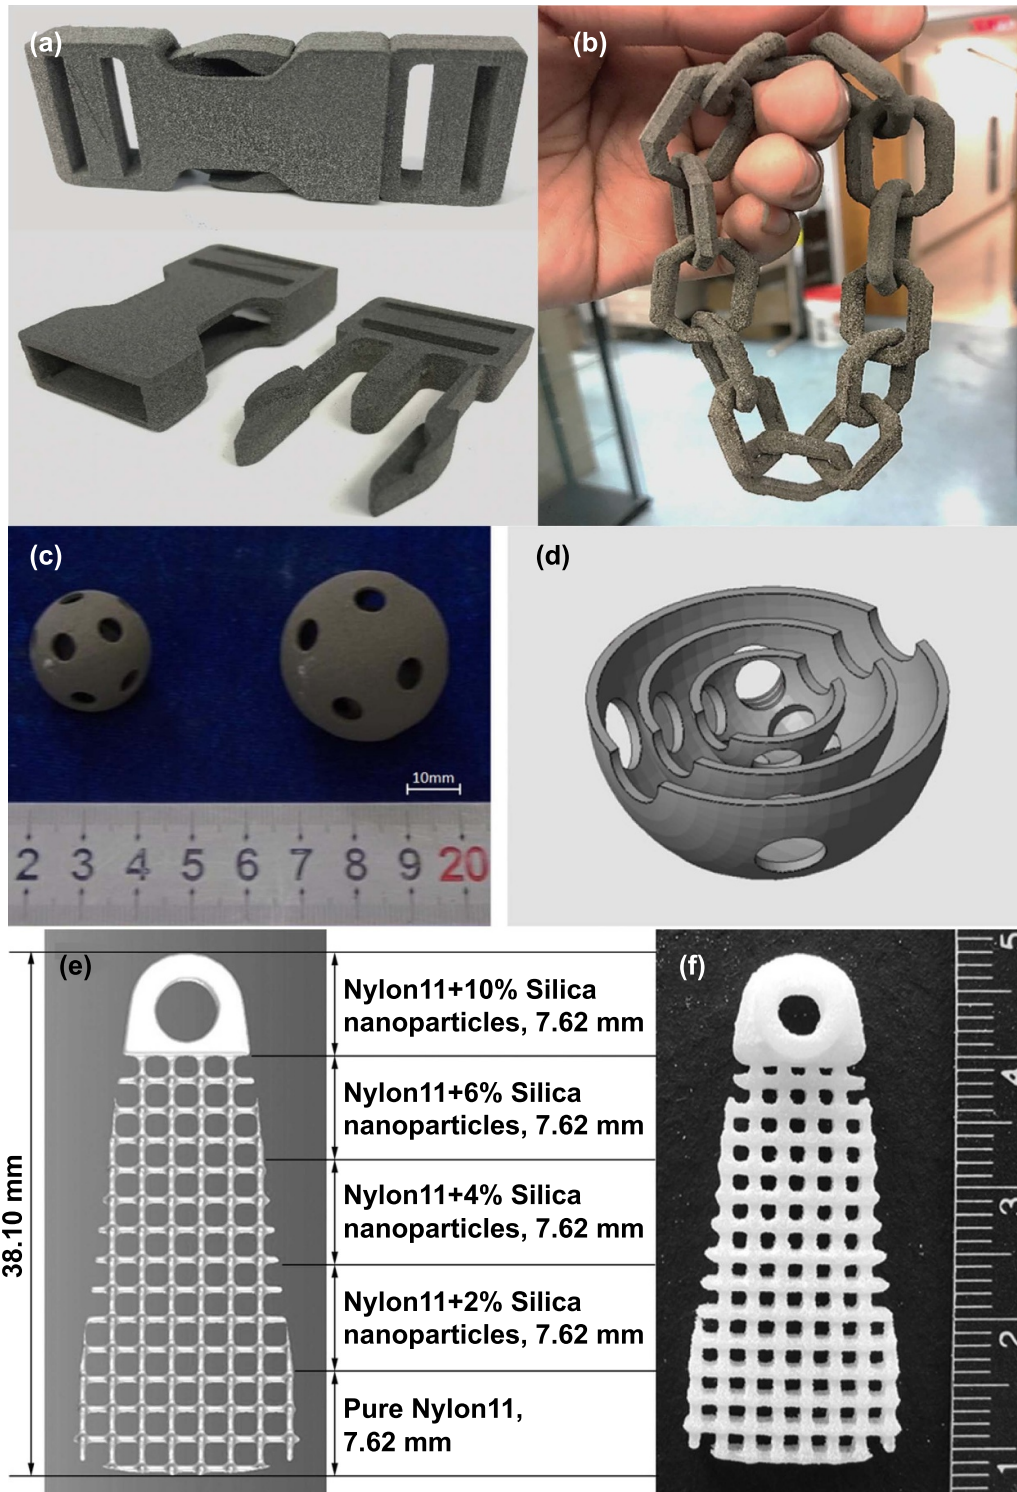 (a)
(b)
(c)
(d)
10mm
2 3 4 5 6 7 8 9 20
(e)
(f)
38.10 mm
Nylon11+10% Silica
nanoparticles, 7.62 mm
Nylon11+6% Silica
nanoparticles, 7.62 mm
Nylon11+4% Silica
nanoparticles, 7.62 mm
Nylon11+2% Silica
nanoparticles, 7.62 mm
Pure Nylon11,
7.62 mm
5
4
3
2
1